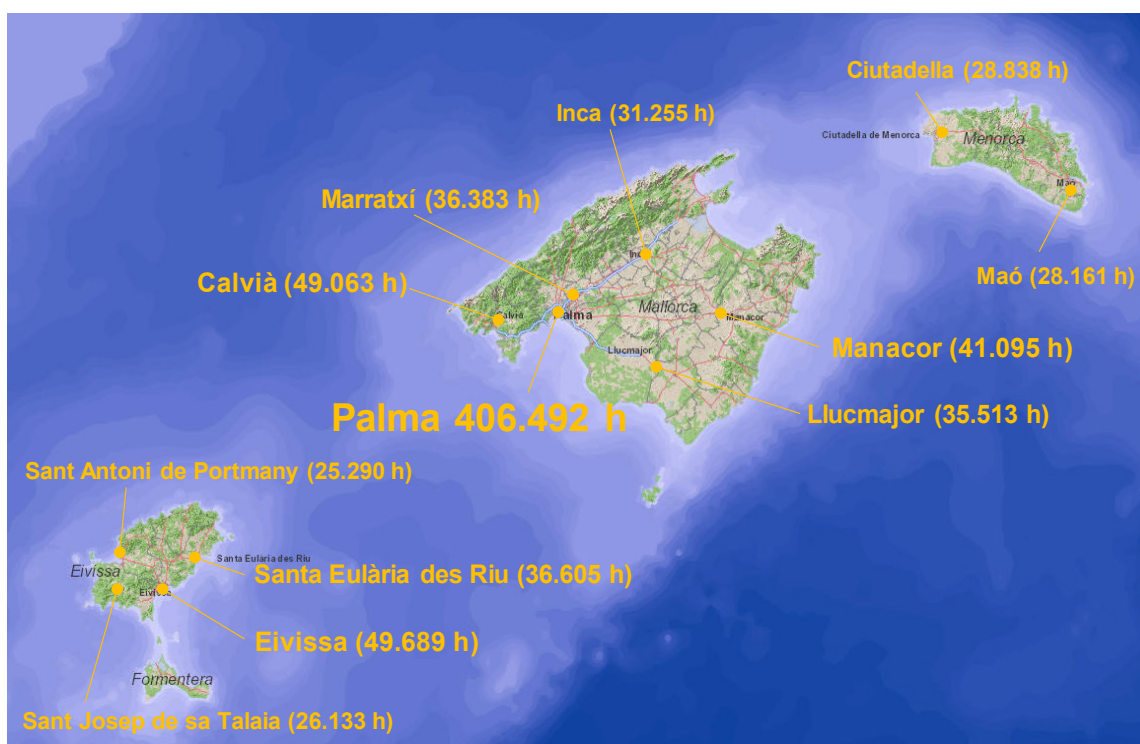 Ciutadella (28.838 h)
Inca (31.255 h)
Ciutadella de Menorca
Menorca
Maó
Marratxí (36.383 h)
Inca
Maó (28.161 h)
Calvià (49.063 h)
Mallorca
Calvià
Palma
Manacor
Llucmajor
Manacor (41.095 h)
Palma 406.492 h
Llucmajor (35.513 h)
Sant Antoni de Portmany (25.290 h)
Santa Eulària des Riu
Eivissa
Santa Eulària des Riu (36.605 h)
Eivissa
Eivissa (49.689 h)
Formentera
Sant Josep de sa Talaia (26.133 h)